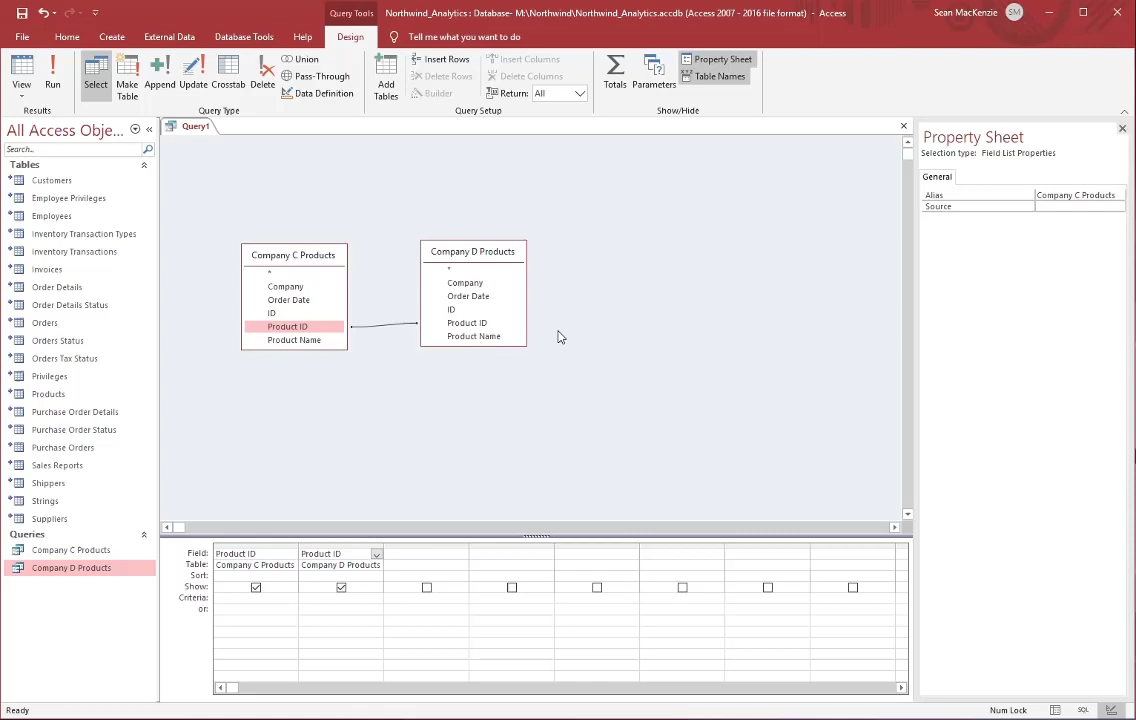 Query Tools
Northwind_Analytics : Database- M:\Northwind\Northwind_Analytics.accdb (Access 2007 - 2016 file format) - Access
Sean MacKenzie
SM
File Home Create External Data Database Tools Help Design Tell me what you want to do
View
Run
Results
Select
Make Table
Append
Update
Crosstab
Delete
Union
Pass-Through
Data Definition
Query Type
Add Tables
Insert Rows
Delete Rows
Builder
Insert Columns
Delete Columns
Return: All
Query Setup
Totals
Parameters
Property Sheet
Table Names
Show/Hide
All Access Obje...
Search...
Tables
Customers
Employee Privileges
Employees
Inventory Transaction Types
Inventory Transactions
Invoices
Order Details
Order Details Status
Orders
Orders Status
Orders Tax Status
Privileges
Products
Purchase Order Details
Purchase Order Status
Purchase Orders
Sales Reports
Shippers
Strings
Suppliers
Queries
Company C Products
Company D Products
Query1
Company C Products
*
Company
Order Date
ID
Product ID
Product Name
Company D Products
*
Company
Order Date
ID
Product ID
Product Name
Field: Product ID Product ID
Table: Company C Products Company D Products
Sort:
Show:
Criteria:
or:
Property Sheet
Selection type: Field List Properties
General
Alias Company C Products
Source
Ready
Num Lock
SQL